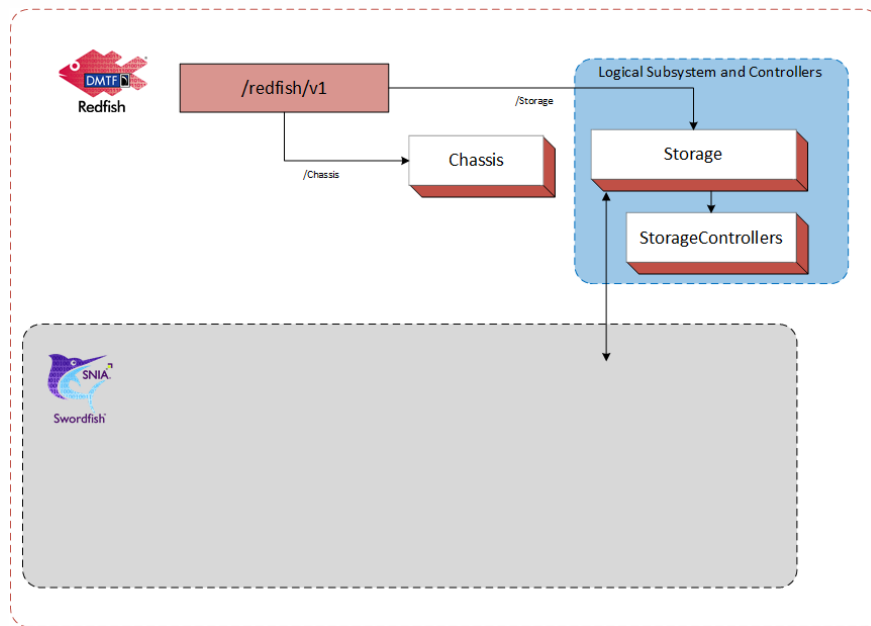 DMTF
Redfish
/redfish/v1
/Storage
Logical Subsystem and Controllers
Storage
/Chassis
Chassis
StorageControllers
SNIA
Swordfish